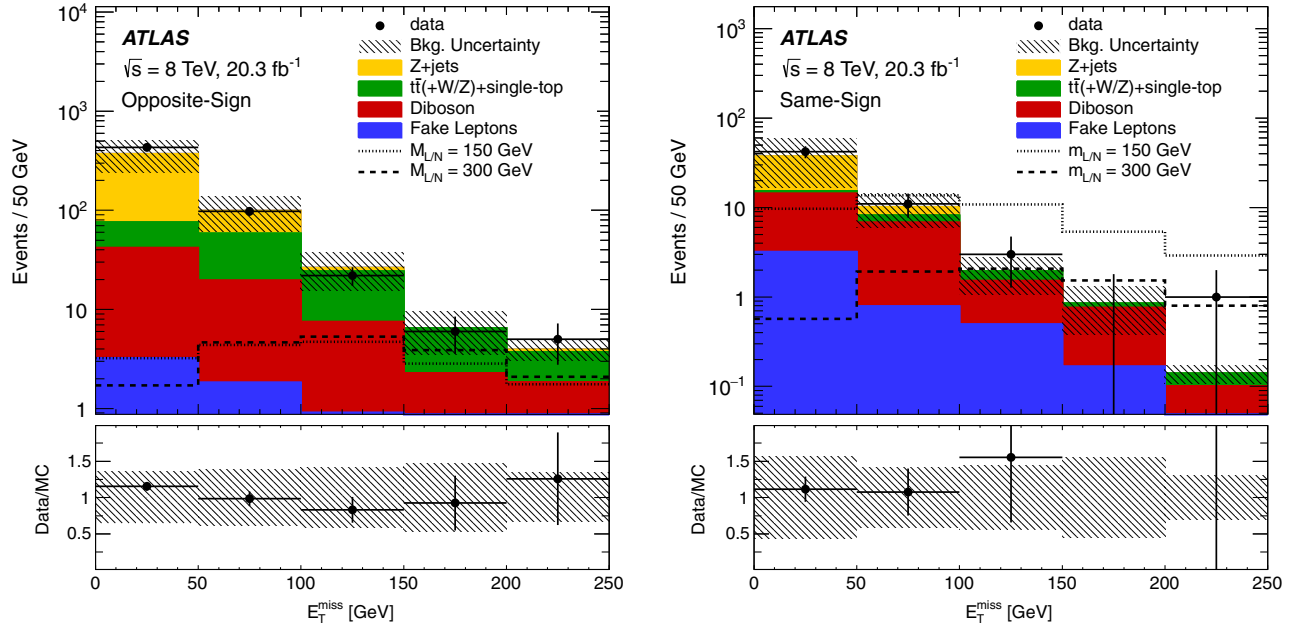 ATLAS
√s = 8 TeV, 20.3 fb⁻¹
Opposite-Sign
data
Bkg. Uncertainty
Z+jets
tt̄(+W/Z)+single-top
Diboson
Fake Leptons
M_L/N = 150 GeV
M_L/N = 300 GeV
Events / 50 GeV
10⁴
10³
10²
10
1
Data/MC
1.5
1
0.5
0 50 100 150 200 250
E_T^miss [GeV]
ATLAS
√s = 8 TeV, 20.3 fb⁻¹
Same-Sign
data
Bkg. Uncertainty
Z+jets
tt̄(+W/Z)+single-top
Diboson
Fake Leptons
m_L/N = 150 GeV
m_L/N = 300 GeV
Events / 50 GeV
10³
10²
10
1
10⁻¹
Data/MC
1.5
1
0.5
0 50 100 150 200 250
E_T^miss [GeV]